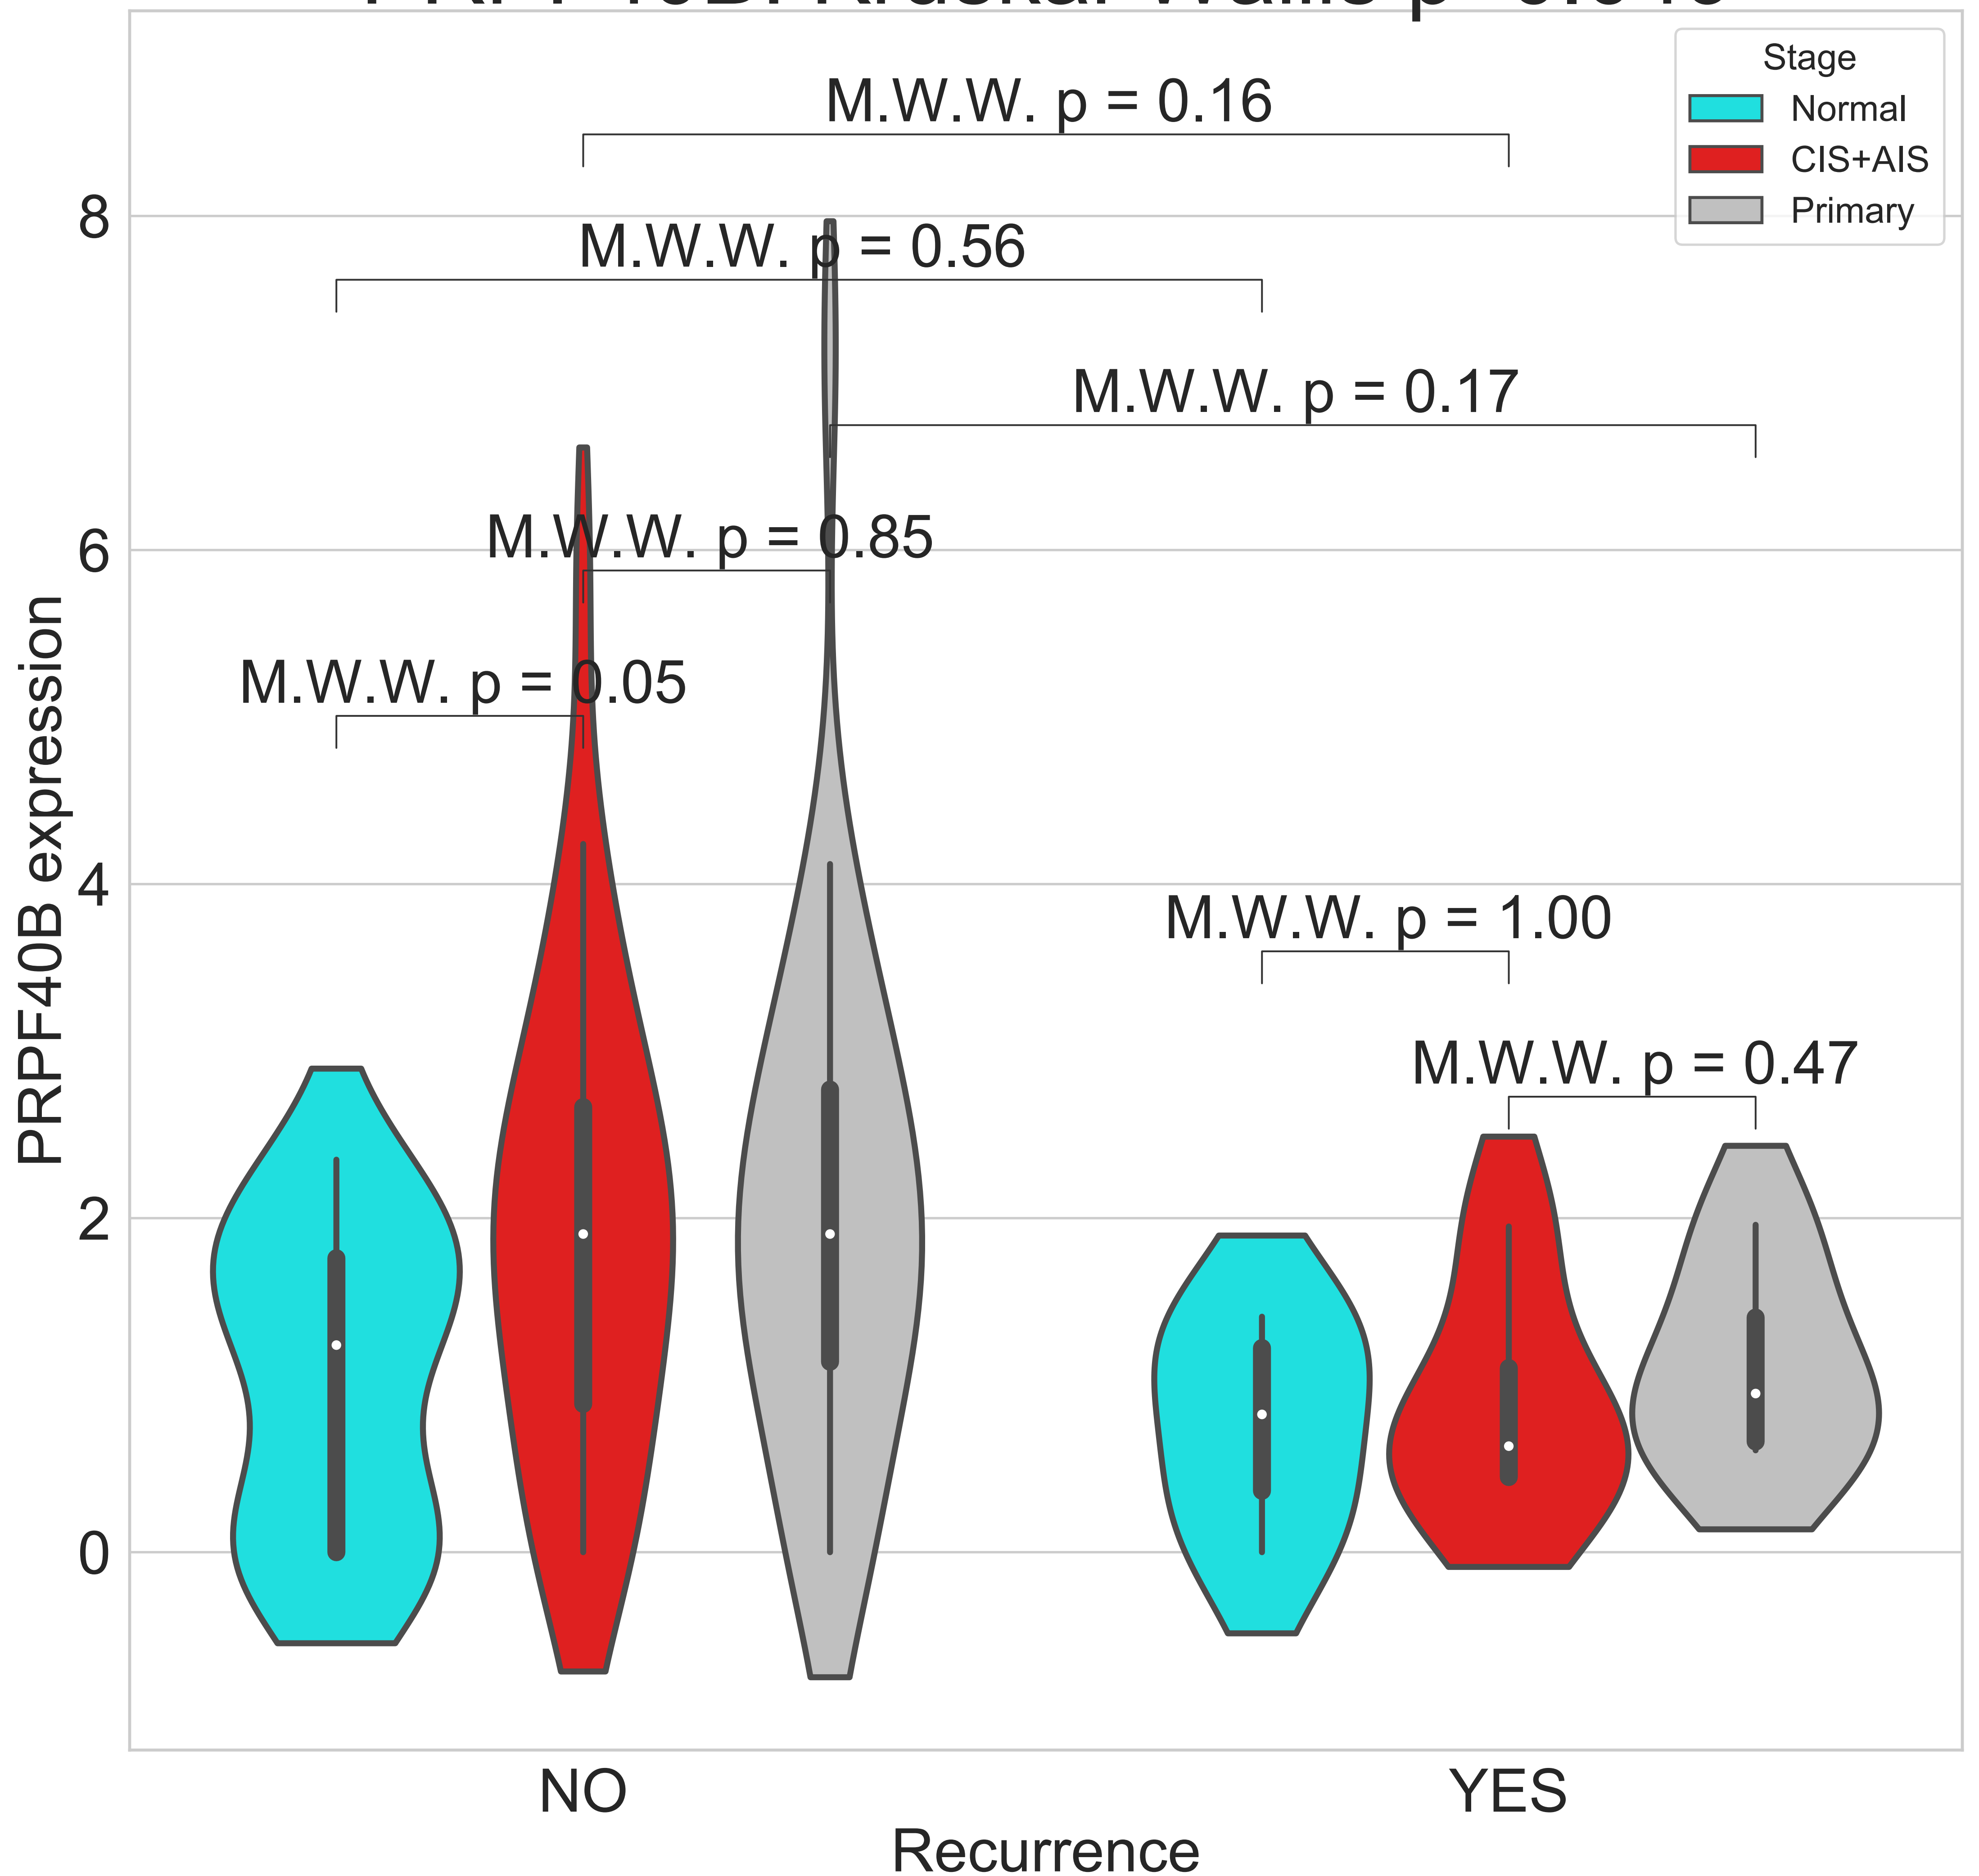 Stage
Normal
CIS+AIS
Primary
M.W.W. p = 0.16
M.W.W. p = 0.56
M.W.W. p = 0.17
M.W.W. p = 0.85
M.W.W. p = 0.05
M.W.W. p = 1.00
M.W.W. p = 0.47
PRPF40B expression
8
6
4
2
0
NO
YES
Recurrence